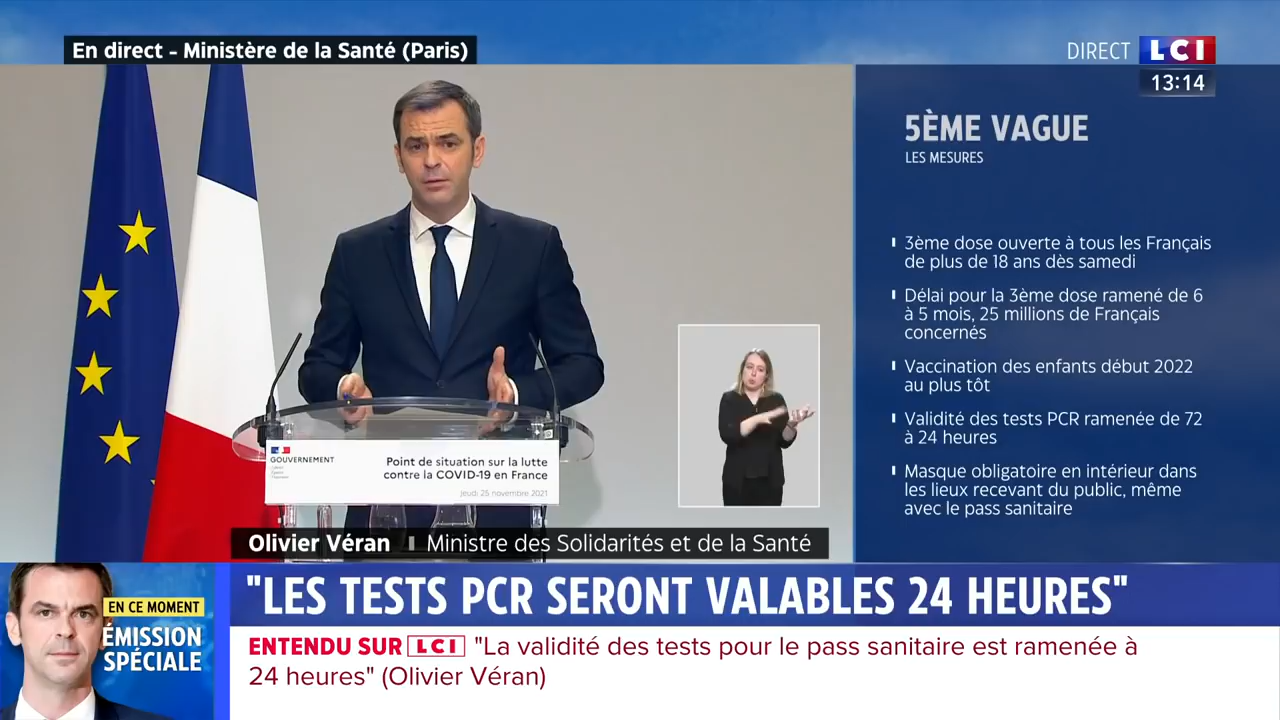 En direct - Ministère de la Santé (Paris)
DIRECT LCI
13:14
5ÈME VAGUE
LES MESURES
3ème dose ouverte à tous les Français
de plus de 18 ans dès samedi
Délai pour la 3ème dose ramené de 6
à 5 mois, 25 millions de Français
concernés
Vaccination des enfants début 2022
au plus tôt
Validité des tests PCR ramenée de 72
à 24 heures
Masque obligatoire en intérieur dans
les lieux recevant du public, même
avec le pass sanitaire
GOUVERNEMENT
Point de situation sur la lutte
contre la COVID-19 en France
Jeudi 25 novembre 2021
Olivier Véran Ministre des Solidarités et de la Santé
EN CE MOMENT
ÉMISSION
SPÉCIALE
"LES TESTS PCR SERONT VALABLES 24 HEURES"
ENTENDU SUR LCI "La validité des tests pour le pass sanitaire est ramenée à
24 heures" (Olivier Véran)